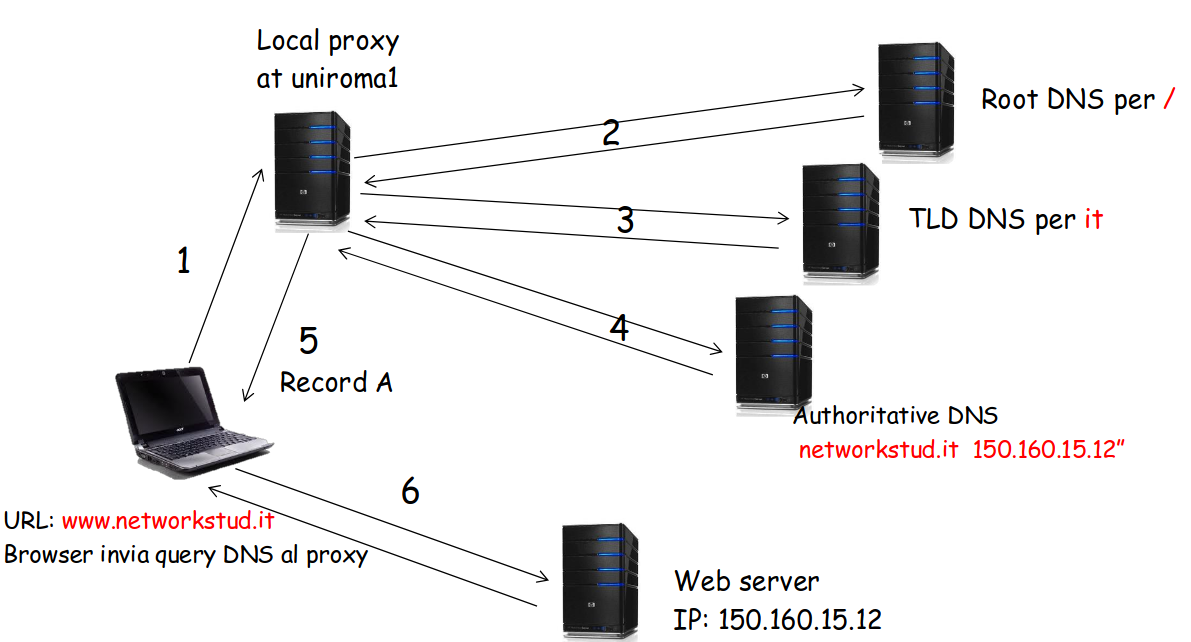 Local proxy
at uniroma1
Root DNS per /
2
TLD DNS per it
3
1
4
5
Record A
Authoritative DNS
networkstud.it 150.160.15.12”
6
URL: www.networkstud.it
Browser invia query DNS al proxy
Web server
IP: 150.160.15.12